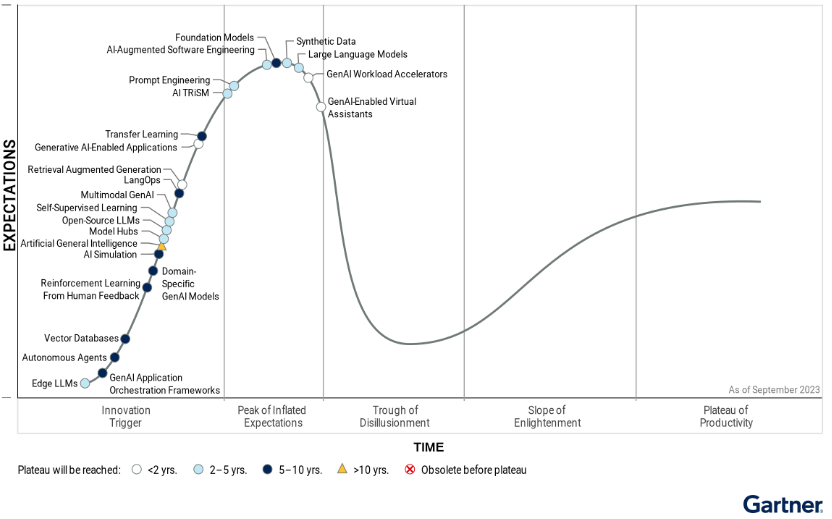 Foundation Models
AI-Augmented Software Engineering
Synthetic Data
Large Language Models
GenAI Workload Accelerators
Prompt Engineering
AI TRiSM
GenAI-Enabled Virtual
Assistants
Transfer Learning
Generative AI-Enabled Applications
Retrieval Augmented Generation
LangOps
Multimodal GenAI
Self-Supervised Learning
Open-Source LLMs
Model Hubs
Artificial General Intelligence
AI Simulation
Domain-
Specific
GenAI Models
Reinforcement Learning
From Human Feedback
Vector Databases
Autonomous Agents
GenAI Application
Orchestration Frameworks
Edge LLMs
EXPECTATIONS
As of September 2023
Innovation
Trigger
Peak of Inflated
Expectations
Trough of
Disillusionment
Slope of
Enlightenment
Plateau of
Productivity
TIME
Plateau will be reached: <2 yrs. 2–5 yrs. 5–10 yrs. >10 yrs. Obsolete before plateau
Gartner